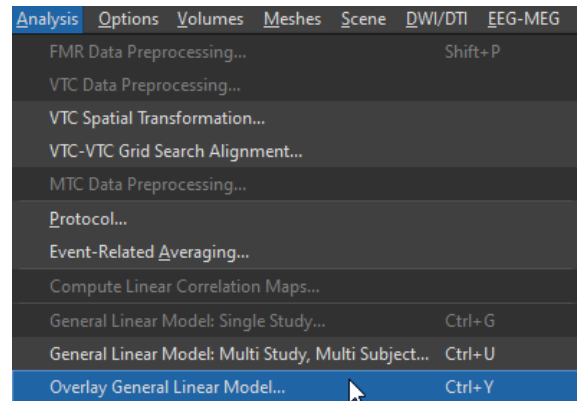 Analysis Options Volumes Meshes Scene DWI/DTI EEG-MEG
FMR Data Preprocessing... Shift+P
VTC Data Preprocessing...
VTC Spatial Transformation...
VTC-VTC Grid Search Alignment...
MTC Data Preprocessing...
Protocol...
Event-Related Averaging...
Compute Linear Correlation Maps...
General Linear Model: Single Study... Ctrl+G
General Linear Model: Multi Study, Multi Subject... Ctrl+U
Overlay General Linear Model... Ctrl+Y